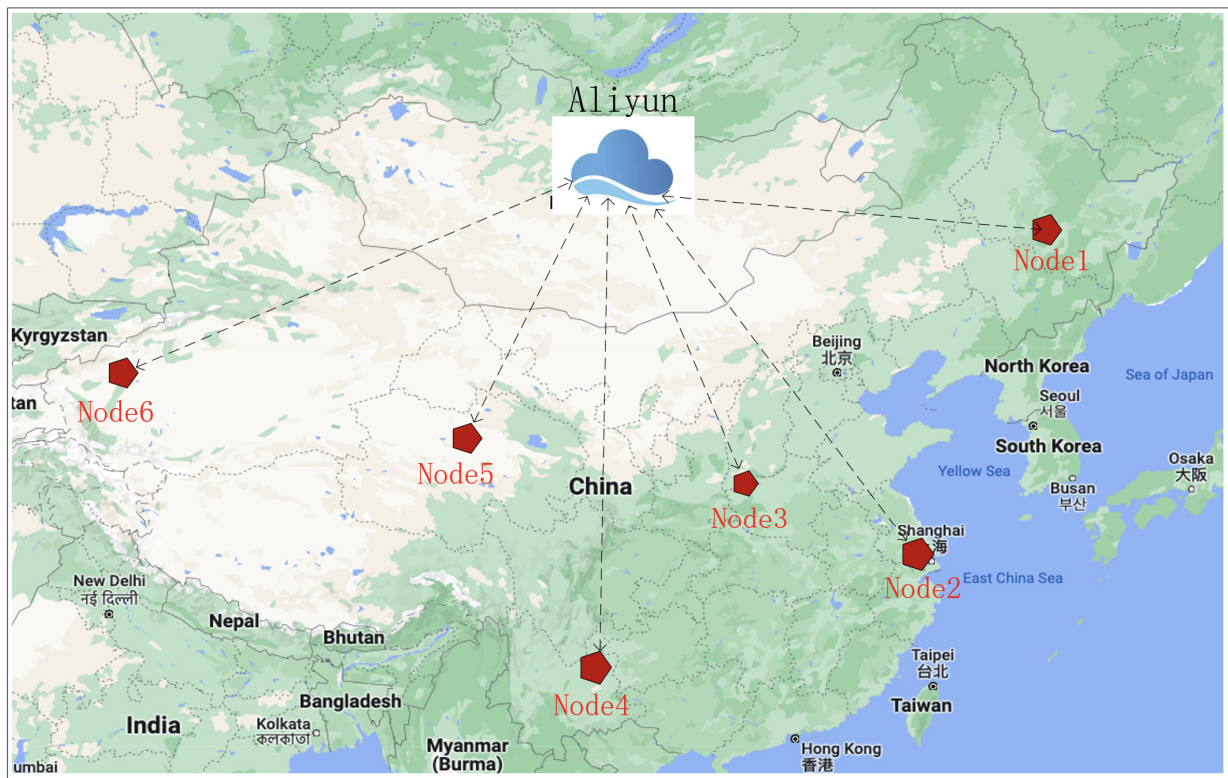 Aliyun
Node1
Kyrgyzstan
Beijing
北京
North Korea
Sea of Japan
tan
Node6
Seoul
서울
South Korea
Osaka
大阪
Node5
China
Yellow Sea
Busan
부산
Node3
Shanghai
海
New Delhi
नई दिल्ली
East China Sea
Node2
Nepal
Bhutan
Taipei
台北
Node4
Bangladesh
Taiwan
India
Kolkata
কলকাতা
Myanmar
(Burma)
Hong Kong
香港
umbai